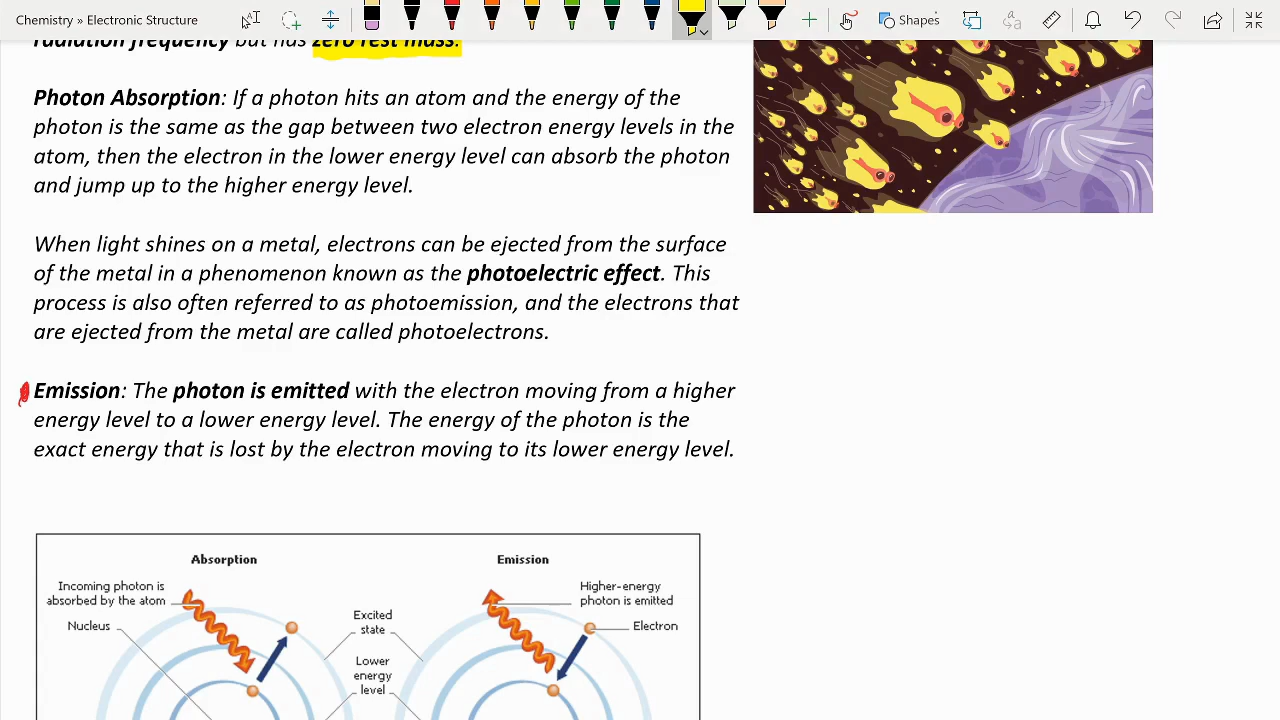 Chemistry » Electronic Structure
Shapes
radiation frequency but has zero rest mass.
Photon Absorption: If a photon hits an atom and the energy of the
photon is the same as the gap between two electron energy levels in the
atom, then the electron in the lower energy level can absorb the photon
and jump up to the higher energy level.
When light shines on a metal, electrons can be ejected from the surface
of the metal in a phenomenon known as the photoelectric effect. This
process is also often referred to as photoemission, and the electrons that
are ejected from the metal are called photoelectrons.
Emission: The photon is emitted with the electron moving from a higher
energy level to a lower energy level. The energy of the photon is the
exact energy that is lost by the electron moving to its lower energy level.
Absorption
Incoming photon is
absorbed by the atom
Nucleus
Excited
state
Lower
energy
level
Emission
Higher-energy
photon is emitted
Electron